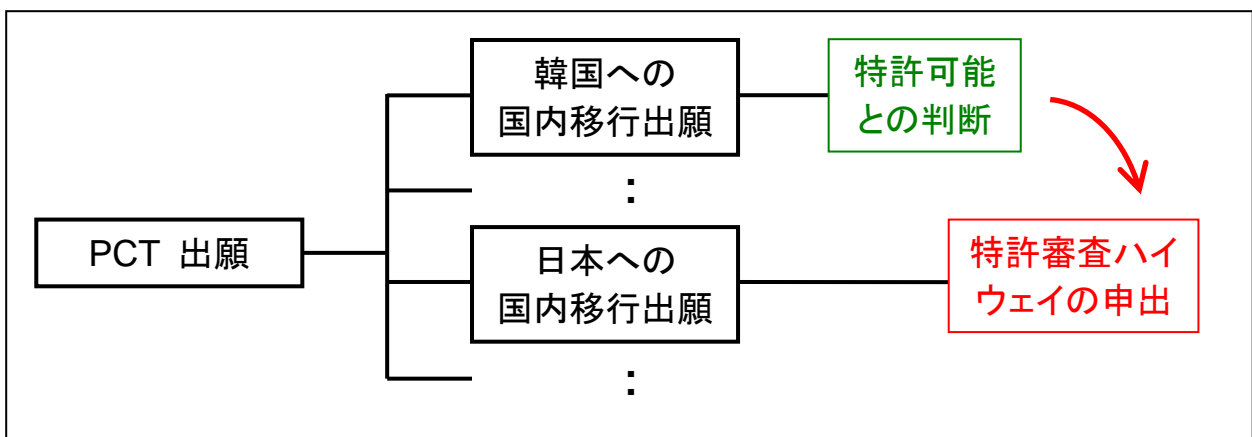 韓国への
国内移行出願
特許可能
との判断
:
PCT 出願
日本への
国内移行出願
特許審査ハイ
ウェイの申出
: